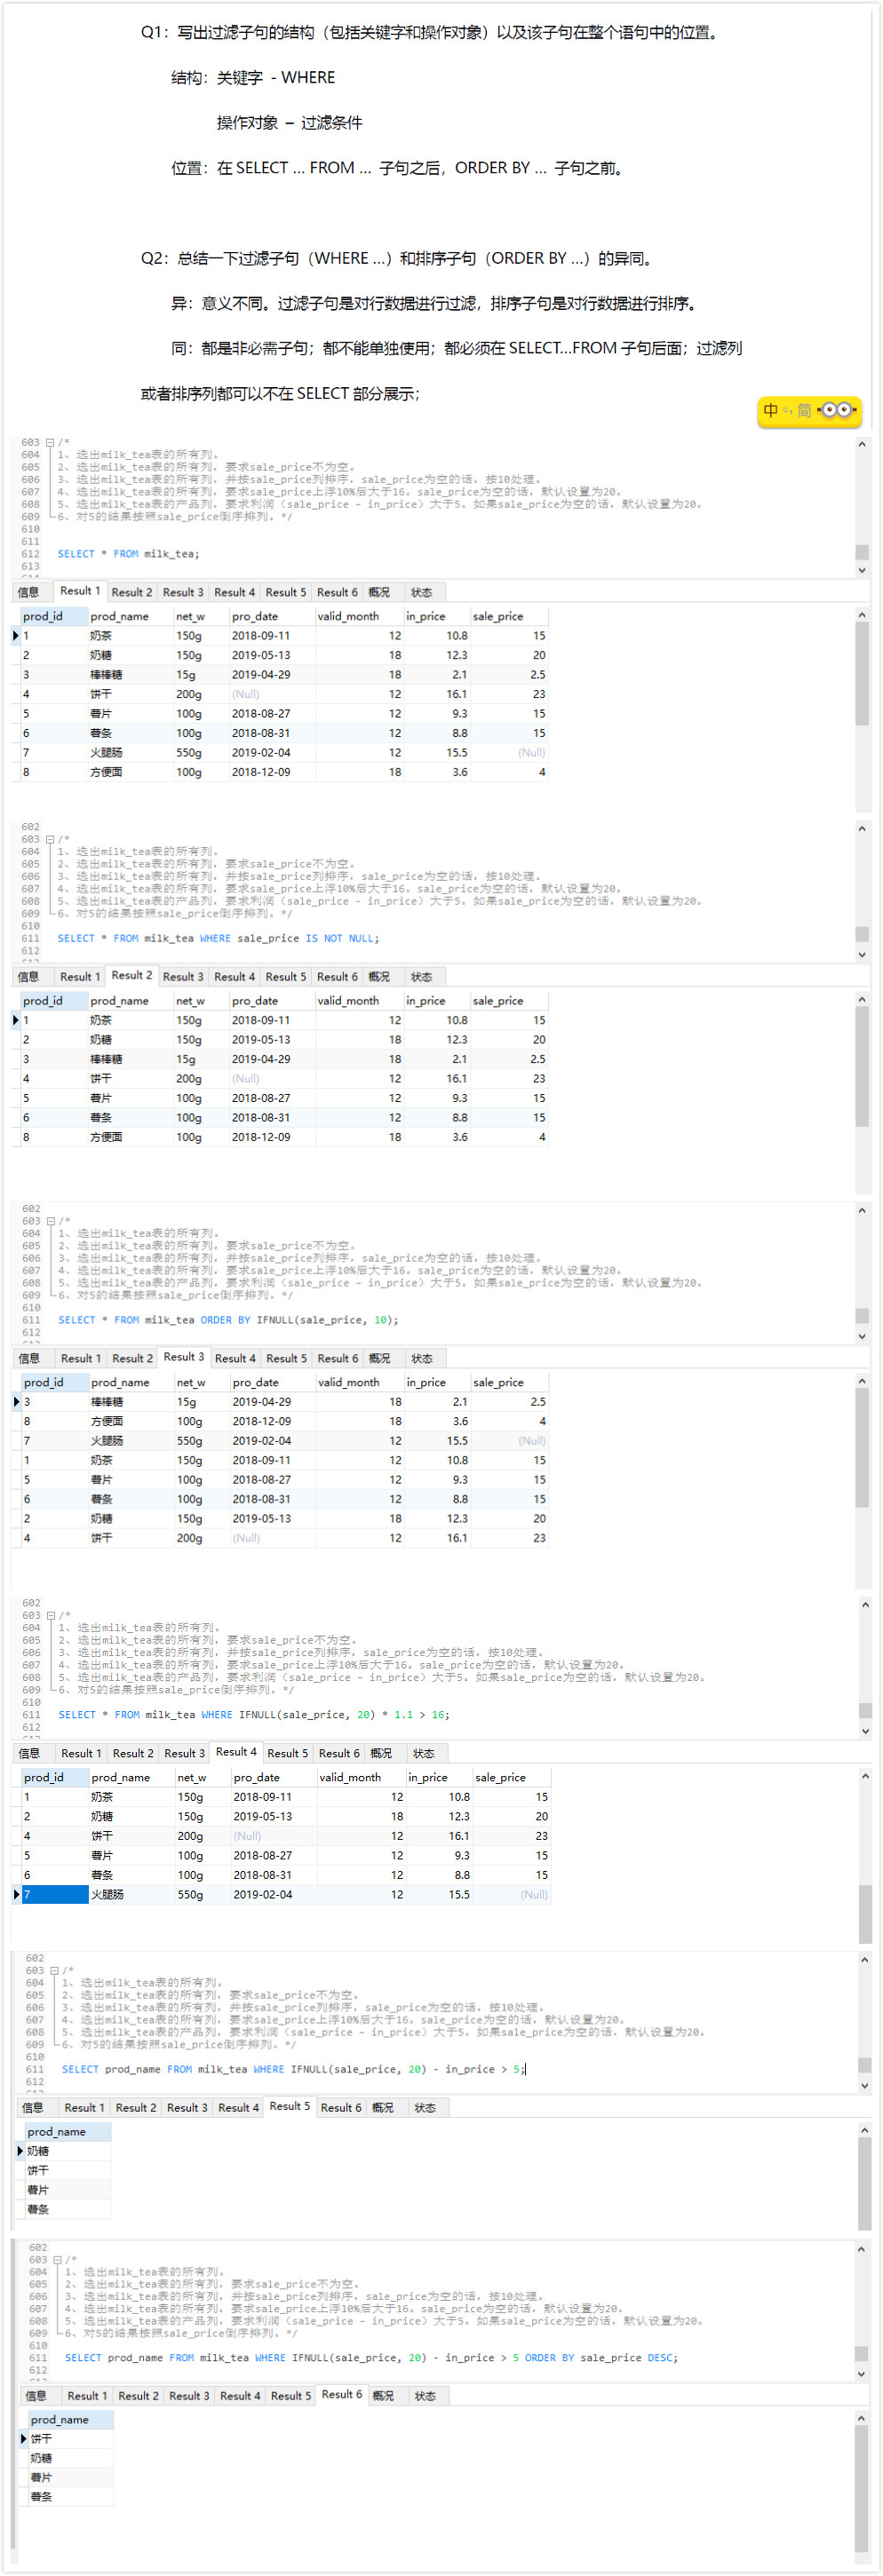 Q1：写出过滤子句的结构（包括关键字和操作对象）以及该子句在整个语句中的位置。
结构：关键字 - WHERE
操作对象 – 过滤条件
位置：在 SELECT … FROM … 子句之后，ORDER BY … 子句之前。
Q2：总结一下过滤子句（WHERE …）和排序子句（ORDER BY …）的异同。
异：意义不同。过滤子句是对行数据进行过滤，排序子句是对行数据进行排序。
同：都是非必需子句；都不能单独使用；都必须在 SELECT…FROM 子句后面；过滤列
或者排序列都可以不在 SELECT 部分展示；
中 °, 简
603 /*
604 1、选出milk_tea表的所有列。
605 2、选出milk_tea表的所有列，要求sale_price不为空。
606 3、选出milk_tea表的所有列，并按sale_price列排序，sale_price为空的话，按10处理。
607 4、选出milk_tea表的所有列，要求sale_price上浮10%后大于16。sale_price为空的话，默认设置为20。
608 5、选出milk_tea表的产品列，要求利润（sale_price - in_price）大于5。如果sale_price为空的话，默认设置为20。
609 6、对5的结果按照sale_price倒序排列。*/
610
611
612 SELECT * FROM milk_tea;
613
信息 Result 1 Result 2 Result 3 Result 4 Result 5 Result 6 概况 状态
prod_id prod_name net_w pro_date valid_month in_price sale_price
1 奶茶 150g 2018-09-11 12 10.8 15
2 奶糖 150g 2019-05-13 18 12.3 20
3 棒棒糖 15g 2019-04-29 18 2.1 2.5
4 饼干 200g (Null) 12 16.1 23
5 薯片 100g 2018-08-27 12 9.3 15
6 薯条 100g 2018-08-31 12 8.8 15
7 火腿肠 550g 2019-02-04 12 15.5 (Null)
8 方便面 100g 2018-12-09 18 3.6 4
602
603 /*
604 1、选出milk_tea表的所有列。
605 2、选出milk_tea表的所有列，要求sale_price不为空。
606 3、选出milk_tea表的所有列，并按sale_price列排序，sale_price为空的话，按10处理。
607 4、选出milk_tea表的所有列，要求sale_price上浮10%后大于16。sale_price为空的话，默认设置为20。
608 5、选出milk_tea表的产品列，要求利润（sale_price - in_price）大于5。如果sale_price为空的话，默认设置为20。
609 6、对5的结果按照sale_price倒序排列。*/
610
611 SELECT * FROM milk_tea WHERE sale_price IS NOT NULL;
612
信息 Result 1 Result 2 Result 3 Result 4 Result 5 Result 6 概况 状态
prod_id prod_name net_w pro_date valid_month in_price sale_price
1 奶茶 150g 2018-09-11 12 10.8 15
2 奶糖 150g 2019-05-13 18 12.3 20
3 棒棒糖 15g 2019-04-29 18 2.1 2.5
4 饼干 200g (Null) 12 16.1 23
5 薯片 100g 2018-08-27 12 9.3 15
6 薯条 100g 2018-08-31 12 8.8 15
8 方便面 100g 2018-12-09 18 3.6 4
602
603 /*
604 1、选出milk_tea表的所有列。
605 2、选出milk_tea表的所有列，要求sale_price不为空。
606 3、选出milk_tea表的所有列，并按sale_price列排序，sale_price为空的话，按10处理。
607 4、选出milk_tea表的所有列，要求sale_price上浮10%后大于16。sale_price为空的话，默认设置为20。
608 5、选出milk_tea表的产品列，要求利润（sale_price - in_price）大于5。如果sale_price为空的话，默认设置为20。
609 6、对5的结果按照sale_price倒序排列。*/
610
611 SELECT * FROM milk_tea ORDER BY IFNULL(sale_price, 10);
612
信息 Result 1 Result 2 Result 3 Result 4 Result 5 Result 6 概况 状态
prod_id prod_name net_w pro_date valid_month in_price sale_price
3 棒棒糖 15g 2019-04-29 18 2.1 2.5
8 方便面 100g 2018-12-09 18 3.6 4
7 火腿肠 550g 2019-02-04 12 15.5 (Null)
1 奶茶 150g 2018-09-11 12 10.8 15
5 薯片 100g 2018-08-27 12 9.3 15
6 薯条 100g 2018-08-31 12 8.8 15
2 奶糖 150g 2019-05-13 18 12.3 20
4 饼干 200g (Null) 12 16.1 23
602
603 /*
604 1、选出milk_tea表的所有列。
605 2、选出milk_tea表的所有列，要求sale_price不为空。
606 3、选出milk_tea表的所有列，并按sale_price列排序，sale_price为空的话，按10处理。
607 4、选出milk_tea表的所有列，要求sale_price上浮10%后大于16。sale_price为空的话，默认设置为20。
608 5、选出milk_tea表的产品列，要求利润（sale_price - in_price）大于5。如果sale_price为空的话，默认设置为20。
609 6、对5的结果按照sale_price倒序排列。*/
610
611 SELECT * FROM milk_tea WHERE IFNULL(sale_price, 20) * 1.1 > 16;
612
信息 Result 1 Result 2 Result 3 Result 4 Result 5 Result 6 概况 状态
prod_id prod_name net_w pro_date valid_month in_price sale_price
1 奶茶 150g 2018-09-11 12 10.8 15
2 奶糖 150g 2019-05-13 18 12.3 20
4 饼干 200g (Null) 12 16.1 23
5 薯片 100g 2018-08-27 12 9.3 15
6 薯条 100g 2018-08-31 12 8.8 15
7 火腿肠 550g 2019-02-04 12 15.5 (Null)
602
603 /*
604 1、选出milk_tea表的所有列。
605 2、选出milk_tea表的所有列，要求sale_price不为空。
606 3、选出milk_tea表的所有列，并按sale_price列排序，sale_price为空的话，按10处理。
607 4、选出milk_tea表的所有列，要求sale_price上浮10%后大于16。sale_price为空的话，默认设置为20。
608 5、选出milk_tea表的产品列，要求利润（sale_price - in_price）大于5。如果sale_price为空的话，默认设置为20。
609 6、对5的结果按照sale_price倒序排列。*/
610
611 SELECT prod_name FROM milk_tea WHERE IFNULL(sale_price, 20) - in_price > 5;
612
信息 Result 1 Result 2 Result 3 Result 4 Result 5 Result 6 概况 状态
prod_name
奶糖
饼干
薯片
薯条
602
603 /*
604 1、选出milk_tea表的所有列。
605 2、选出milk_tea表的所有列，要求sale_price不为空。
606 3、选出milk_tea表的所有列，并按sale_price列排序，sale_price为空的话，按10处理。
607 4、选出milk_tea表的所有列，要求sale_price上浮10%后大于16。sale_price为空的话，默认设置为20。
608 5、选出milk_tea表的产品列，要求利润（sale_price - in_price）大于5。如果sale_price为空的话，默认设置为20。
609 6、对5的结果按照sale_price倒序排列。*/
610
611 SELECT prod_name FROM milk_tea WHERE IFNULL(sale_price, 20) - in_price > 5 ORDER BY sale_price DESC;
612
信息 Result 1 Result 2 Result 3 Result 4 Result 5 Result 6 概况 状态
prod_name
饼干
奶糖
薯片
薯条